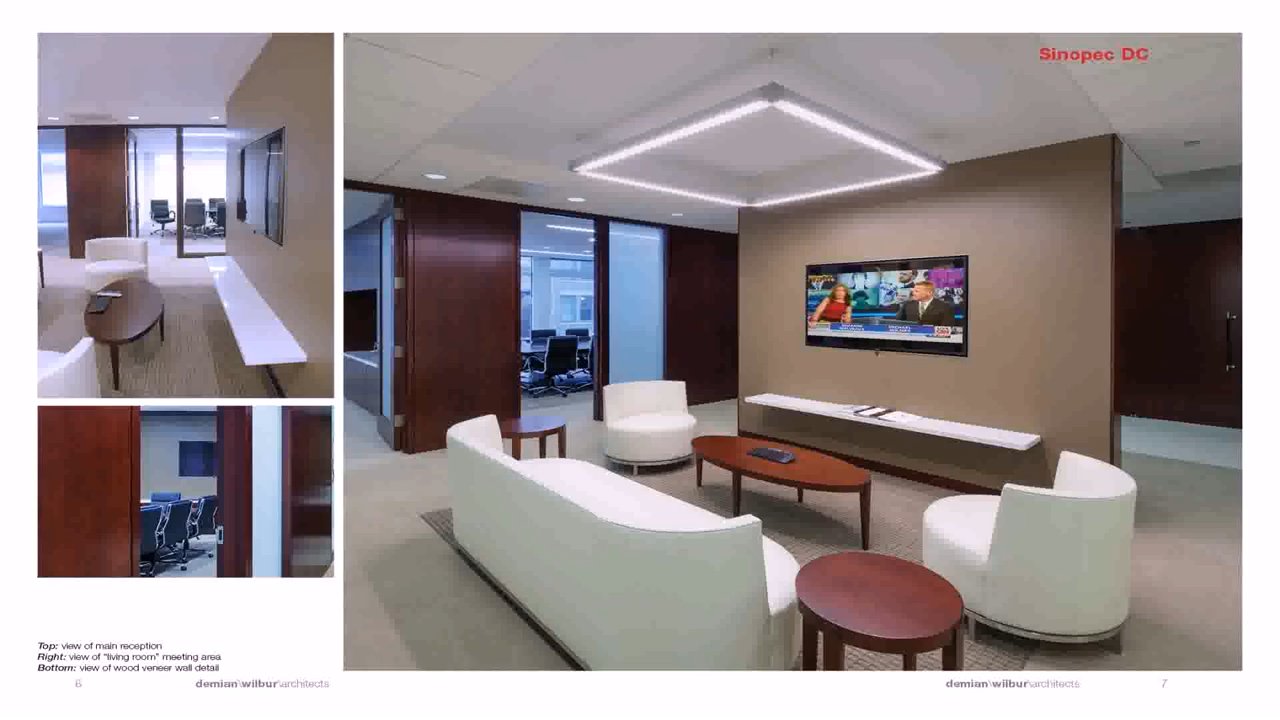 Sinopec DC
Top: view of main reception
Right: view of "living room" meeting area
Bottom: view of wood veneer wall detail
6
demian\wilbur\architects
demian\wilbur\architects
7